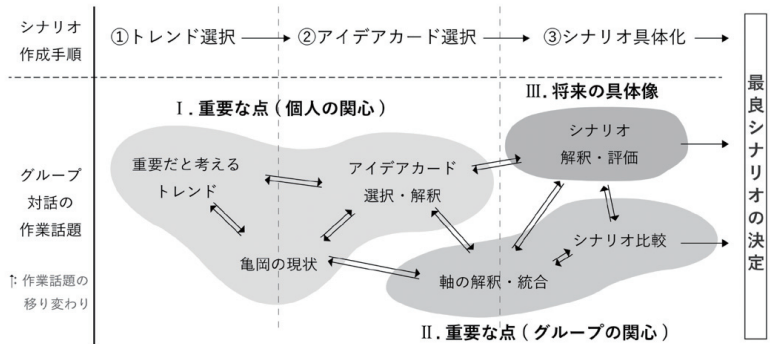 シナリオ
作成手順
①トレンド選択
②アイデアカード選択
③シナリオ具体化
最良シナリオの決定
グループ
対話の
作業話題
↑: 作業話題の
移り変わり
Ⅰ. 重要な点 ( 個人の関心 )
重要だと考える
トレンド
アイデアカード
選択・解釈
亀岡の現状
Ⅲ. 将来の具体像
シナリオ
解釈・評価
シナリオ比較
軸の解釈・統合
Ⅱ. 重要な点 ( グループの関心 )